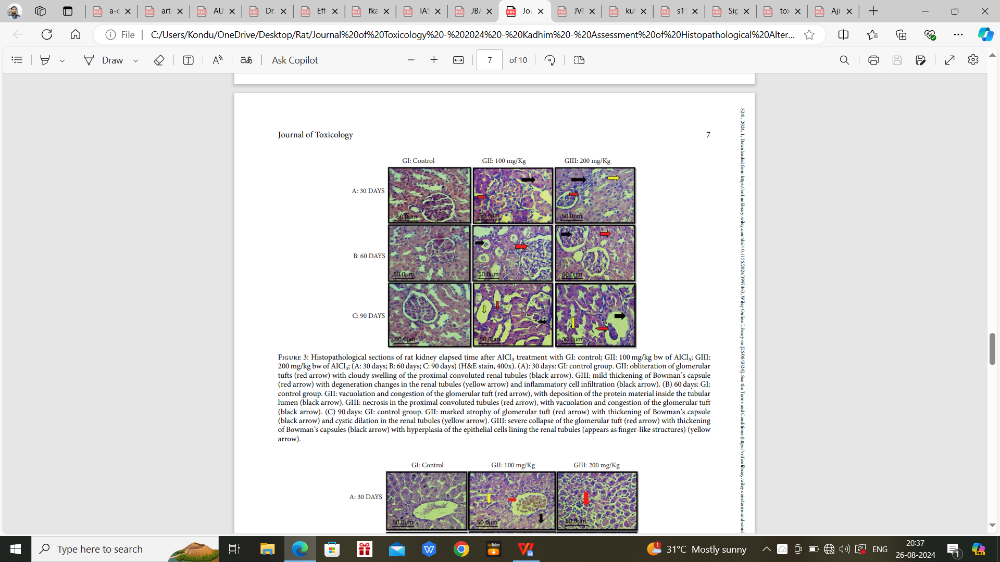 a-c
arti
AU
Dr.
Eff
fka
IAS
JBA
Jou
JVI
kuf
s1
Sig
tox
Aji
File
C:/Users/Kondu/OneDrive/Desktop/Rat/Journal%20of%20Toxicology%20-%202024%20-%20Kadhim%20-%20Assessment%20of%20Histopathological%20Alter...
Draw
Ask Copilot
7
of 10
Journal of Toxicology
7
GI: Control
GII: 100 mg/Kg
GIII: 200 mg/Kg
A: 30 DAYS
50.0μm
50.0μm
50.0μm
B: 60 DAYS
50.0μm
50.0μm
50.0μm
C: 90 DAYS
50.0μm
50.0μm
50.0μm
Figure 3: Histopathological sections of rat kidney elapsed time after AlCl3 treatment with GI: control; GII: 100 mg/kg bw of AlCl3; GIII:
200 mg/kg bw of AlCl3; (A: 30 days; B: 60 days; C: 90 days) (H&E stain, 400x). (A): 30 days: GI: control group. GII: obliteration of glomerular
tufts (red arrow) with cloudy swelling of the proximal convoluted renal tubules (black arrow). GIII: mild thickening of Bowman's capsule
(red arrow) with degeneration changes in the renal tubules (yellow arrow) and inflammatory cell infiltration (black arrow). (B) 60 days: GI:
control group. GII: vacuolation and congestion of the glomerular tuft (red arrow), with deposition of the protein material inside the tubular
lumen (black arrow). GIII: necrosis in the proximal convoluted tubules (red arrow), with vacuolation and congestion of the glomerular tuft
(black arrow). (C) 90 days: GI: control group. GII: marked atrophy of glomerular tuft (red arrow) with thickening of Bowman's capsule
(black arrow) and cystic dilation in the renal tubules (yellow arrow). GIII: severe collapse of the glomerular tuft (red arrow) with thickening
of Bowman's capsules (black arrow) with hyperplasia of the epithelial cells lining the renal tubules (appears as finger-like structures) (yellow
arrow).
GI: Control
GII: 100 mg/Kg
GIII: 200 mg/Kg
A: 30 DAYS
50.0μm
50.0μm
50.0μm
8241, 2024, 1, Downloaded from https://onlinelibrary.wiley.com/doi/10.1155/2024/3997463, Wiley Online Library on [25/08/2024]. See the Terms and Conditions (https://onlinelibrary.wiley.com/terms-and-cond
Type here to search
31°C Mostly sunny
ENG
20:37
26-08-2024
1